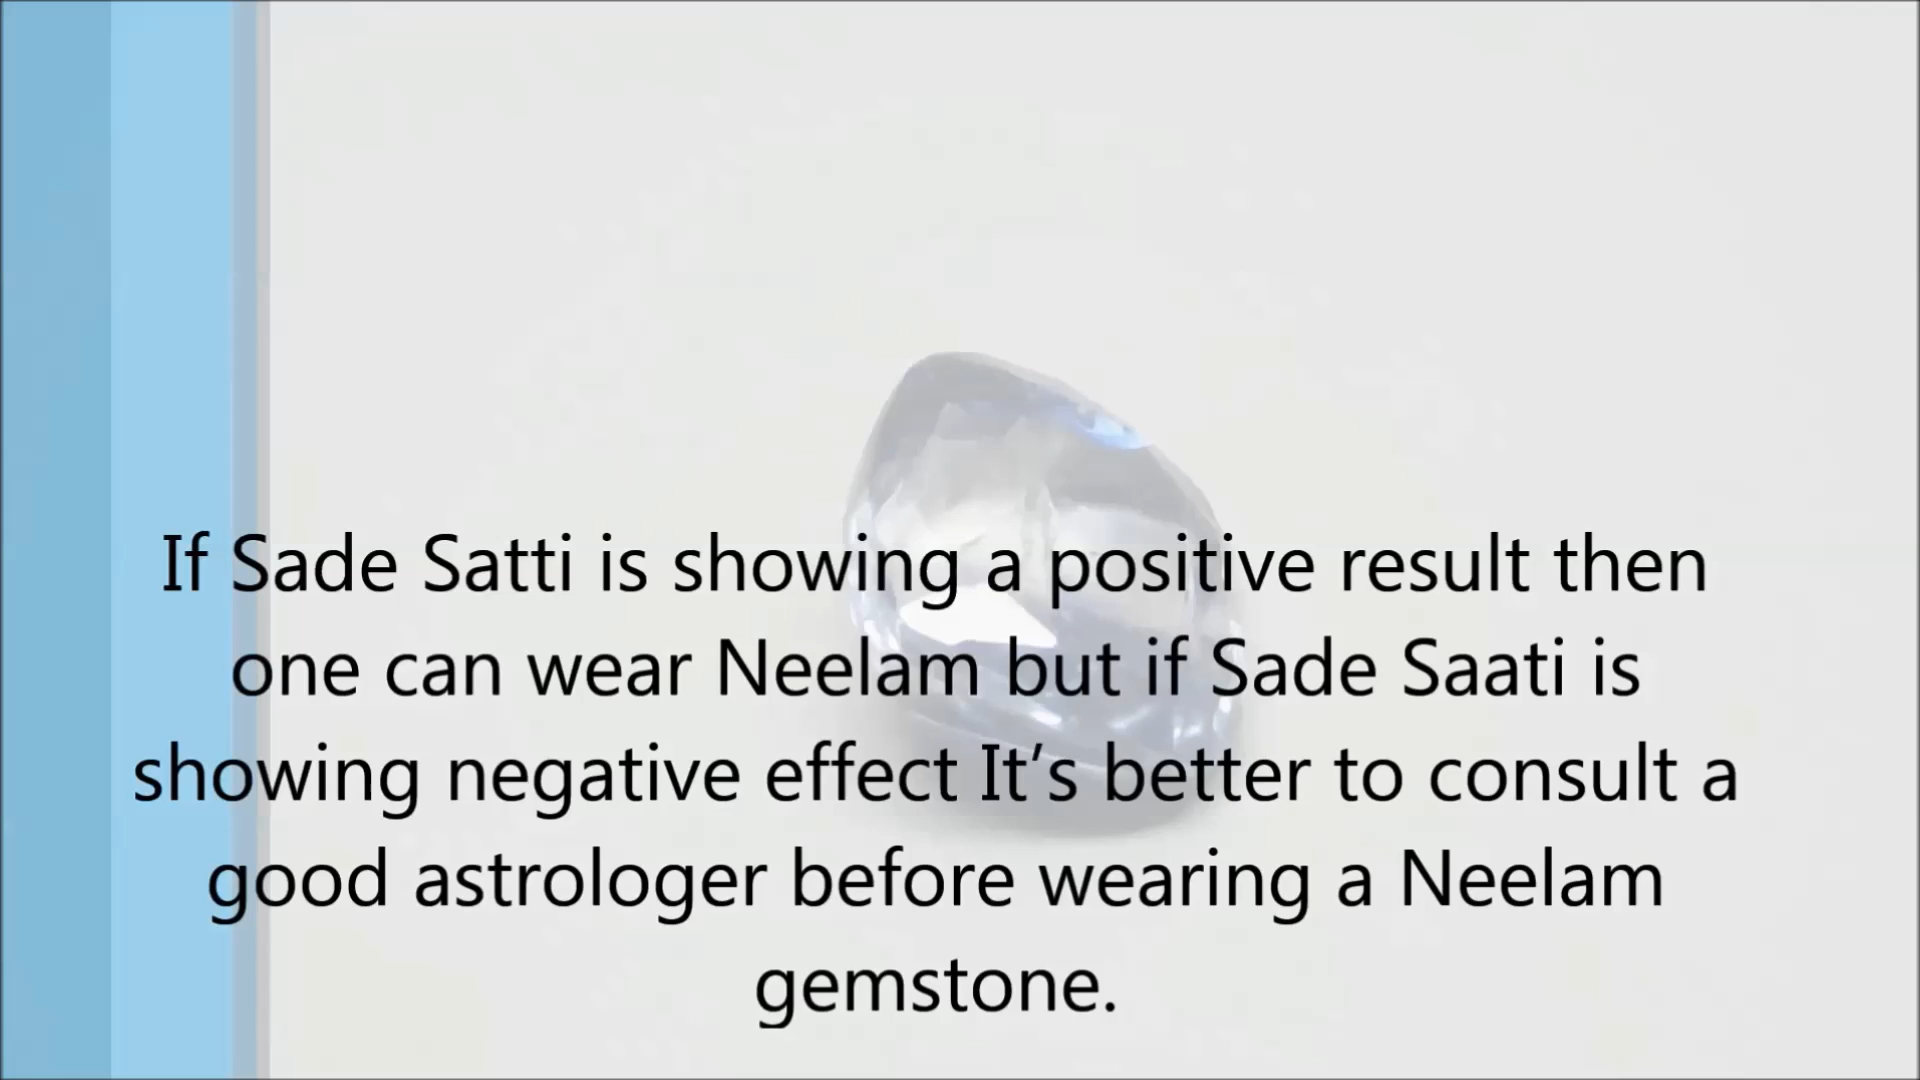 If Sade Satti is showing a positive result then
one can wear Neelam but if Sade Saati is
showing negative effect It’s better to consult a
good astrologer before wearing a Neelam
gemstone.